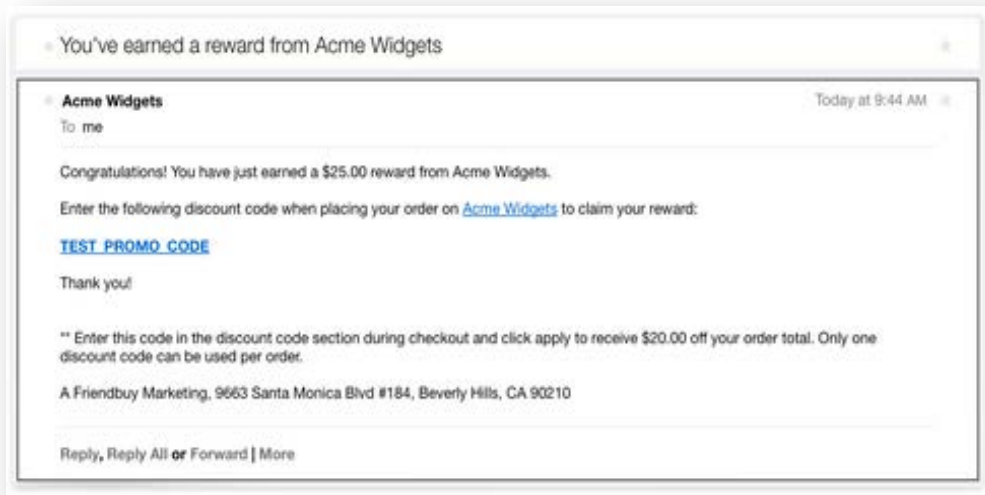 You've earned a reward from Acme Widgets
Acme Widgets
Today at 9:44 AM
To me
Congratulations! You have just earned a $25.00 reward from Acme Widgets.
Enter the following discount code when placing your order on Acme Widgets to claim your reward:
TEST PROMO CODE
Thank you!
** Enter this code in the discount code section during checkout and click apply to receive $20.00 off your order total. Only one
discount code can be used per order.
A Friendbuy Marketing, 9663 Santa Monica Blvd #184, Beverly Hills, CA 90210
Reply, Reply All or Forward | More